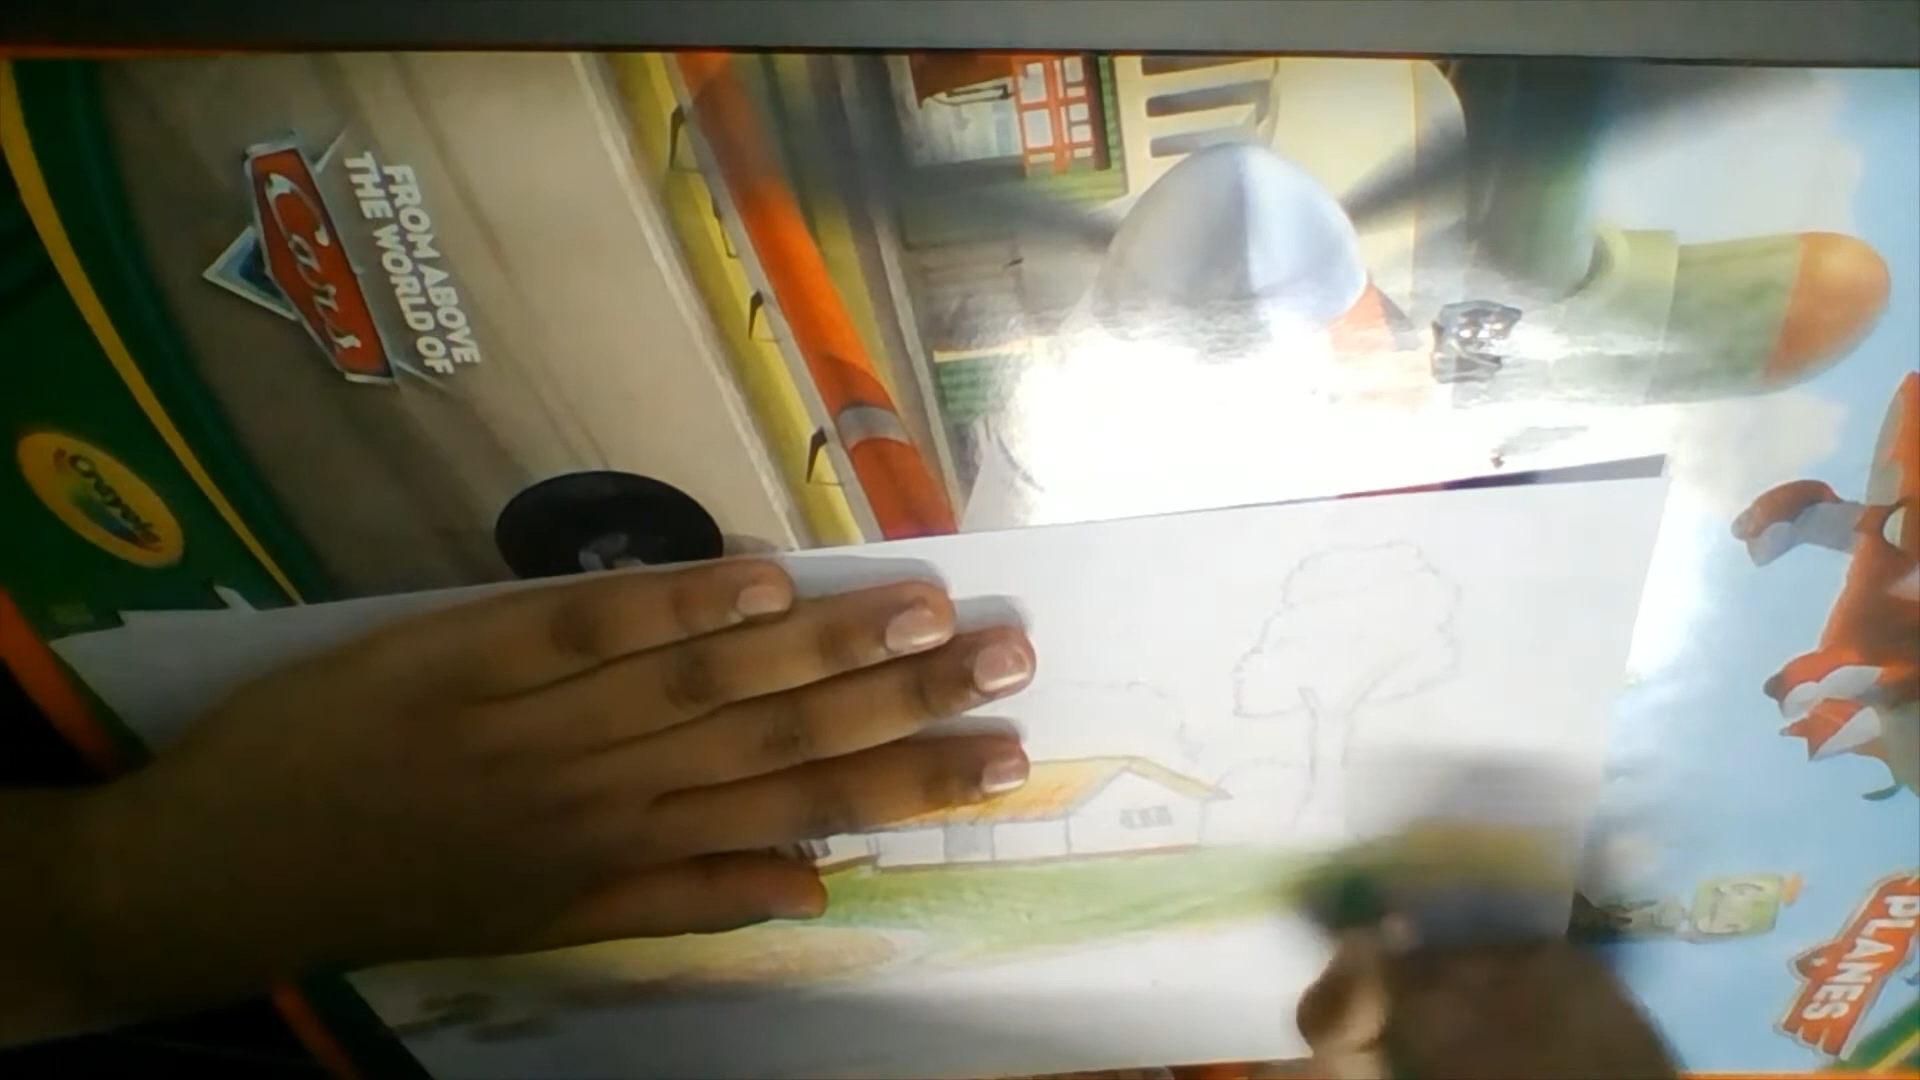 FROM ABOVE
THE WORLD OF
Cars
Crayola
PLANES